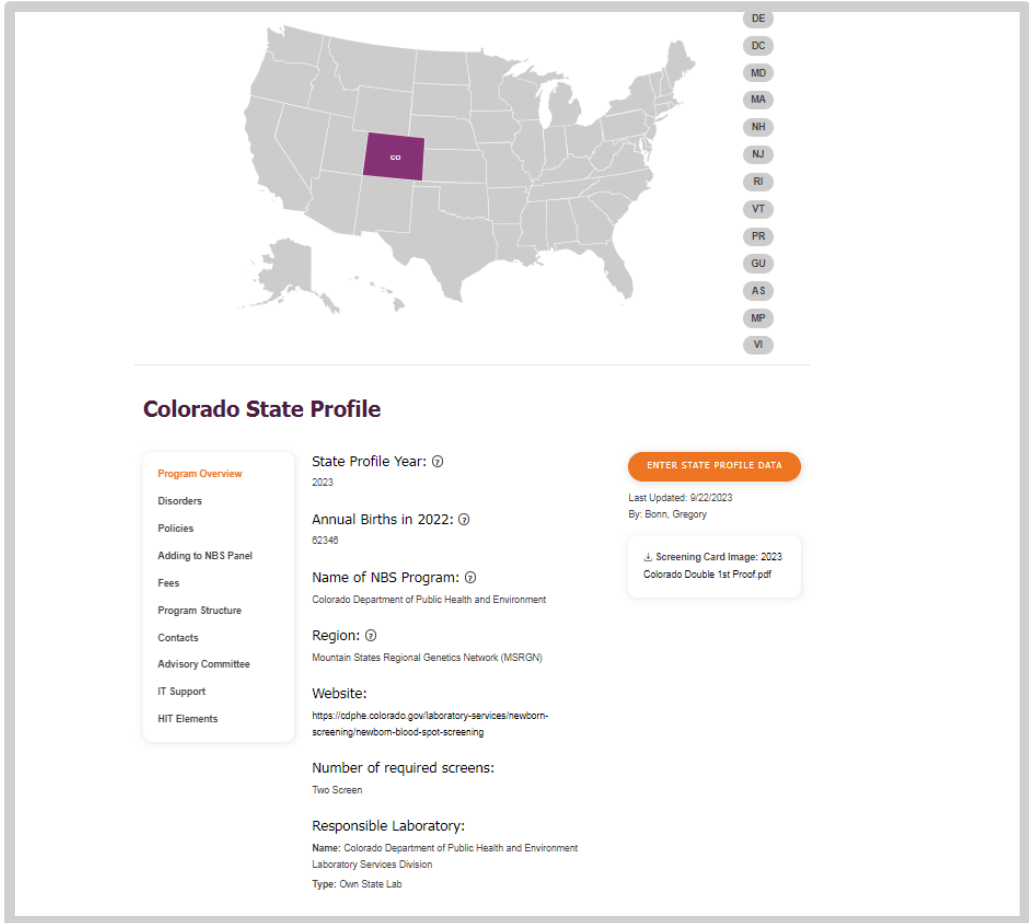 DE
DC
MD
MA
NH
NJ
RI
VT
PR
GU
AS
MP
VI
CO
Colorado State Profile
Program Overview
Disorders
Policies
Adding to NBS Panel
Fees
Program Structure
Contacts
Advisory Committee
IT Support
HIT Elements
State Profile Year: ?
2023
Annual Births in 2022: ?
62346
Name of NBS Program: ?
Colorado Department of Public Health and Environment
Region: ?
Mountain States Regional Genetics Network (MSRGN)
Website:
https://cdphe.colorado.gov/laboratory-services/newborn-
screening/newborn-blood-spot-screening
Number of required screens:
Two Screen
Responsible Laboratory:
Name: Colorado Department of Public Health and Environment
Laboratory Services Division
Type: Own State Lab
ENTER STATE PROFILE DATA
Last Updated: 9/22/2023
By: Bonn, Gregory
Screening Card Image: 2023
Colorado Double 1st Proof.pdf